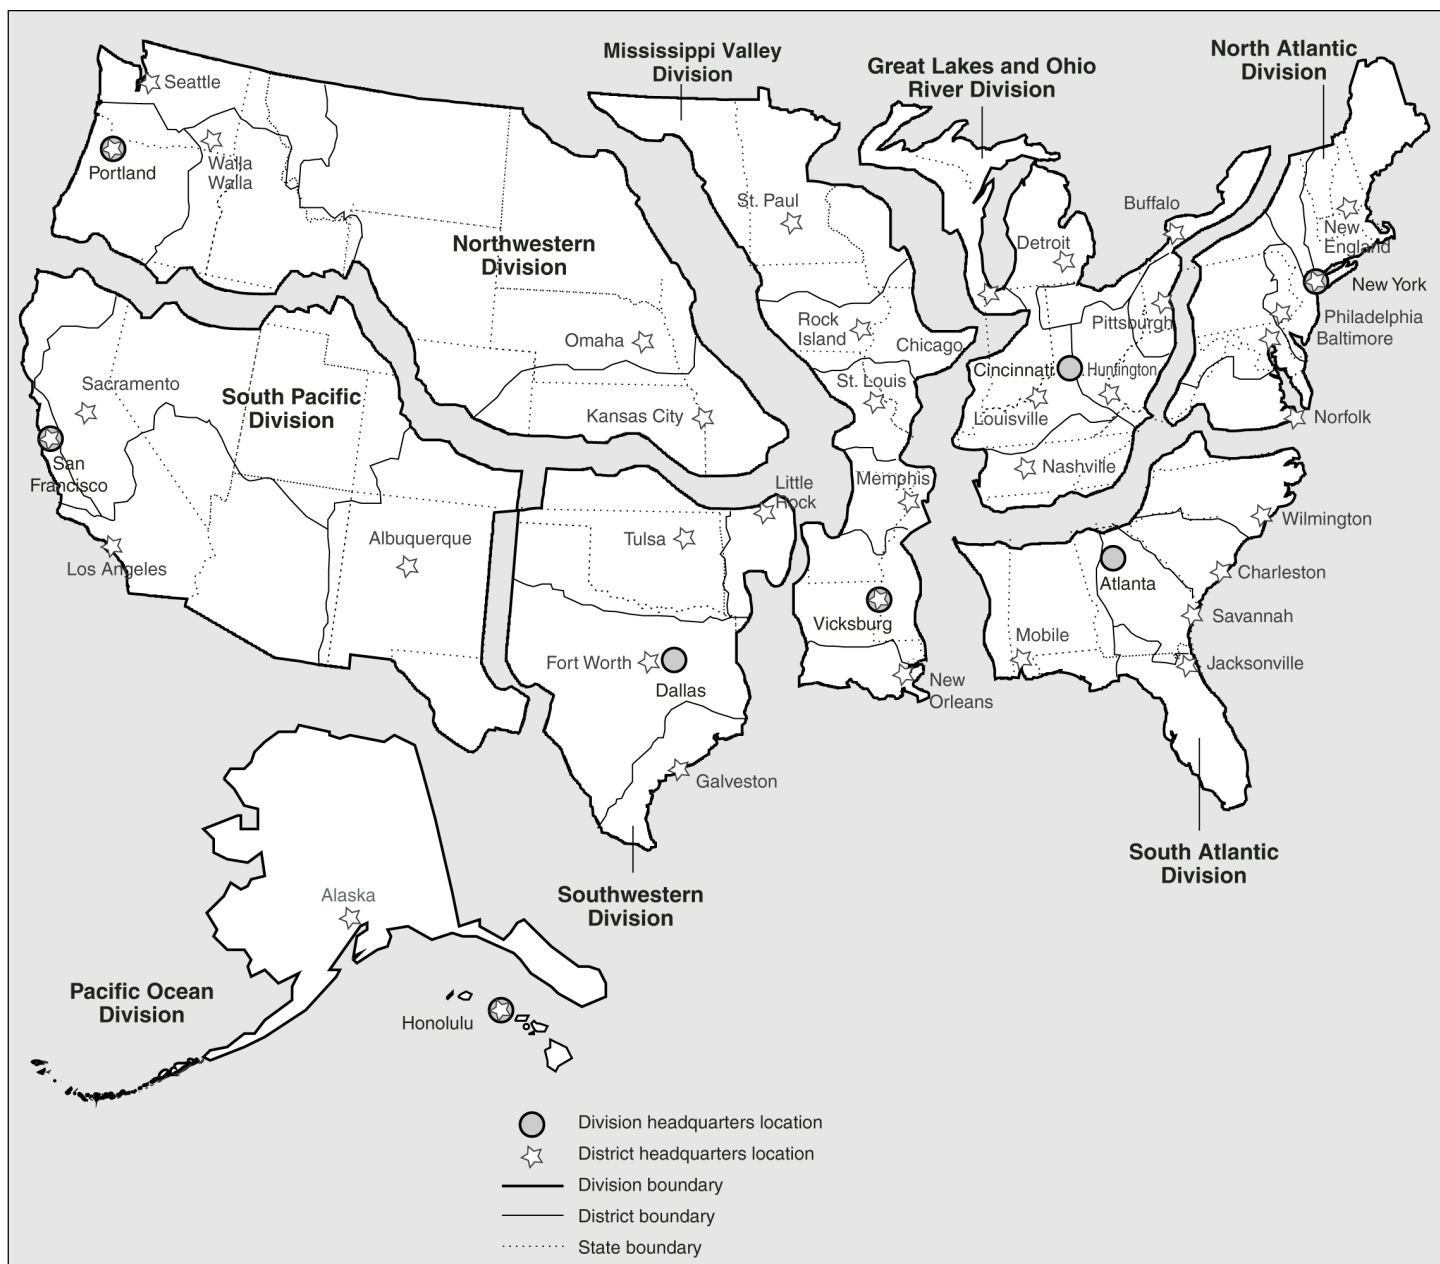 Mississippi Valley
Division
Great Lakes and Ohio
River Division
North Atlantic
Division
Seattle
Portland
Walla
Walla
St. Paul
Buffalo
Detroit
New
England
Northwestern
Division
New York
Omaha
Rock
Island
Chicago
Pittsburgh
Philadelphia
Baltimore
Sacramento
South Pacific
Division
St. Louis
Cincinnati
Huntington
Kansas City
Louisville
Norfolk
San
Francisco
Nashville
Little
Rock
Memphis
Wilmington
Albuquerque
Tulsa
Los Angeles
Atlanta
Charleston
Vicksburg
Savannah
Mobile
Fort Worth
Jacksonville
Dallas
New
Orleans
Galveston
South Atlantic
Division
Alaska
Southwestern
Division
Pacific Ocean
Division
Honolulu
Division headquarters location
District headquarters location
Division boundary
District boundary
State boundary